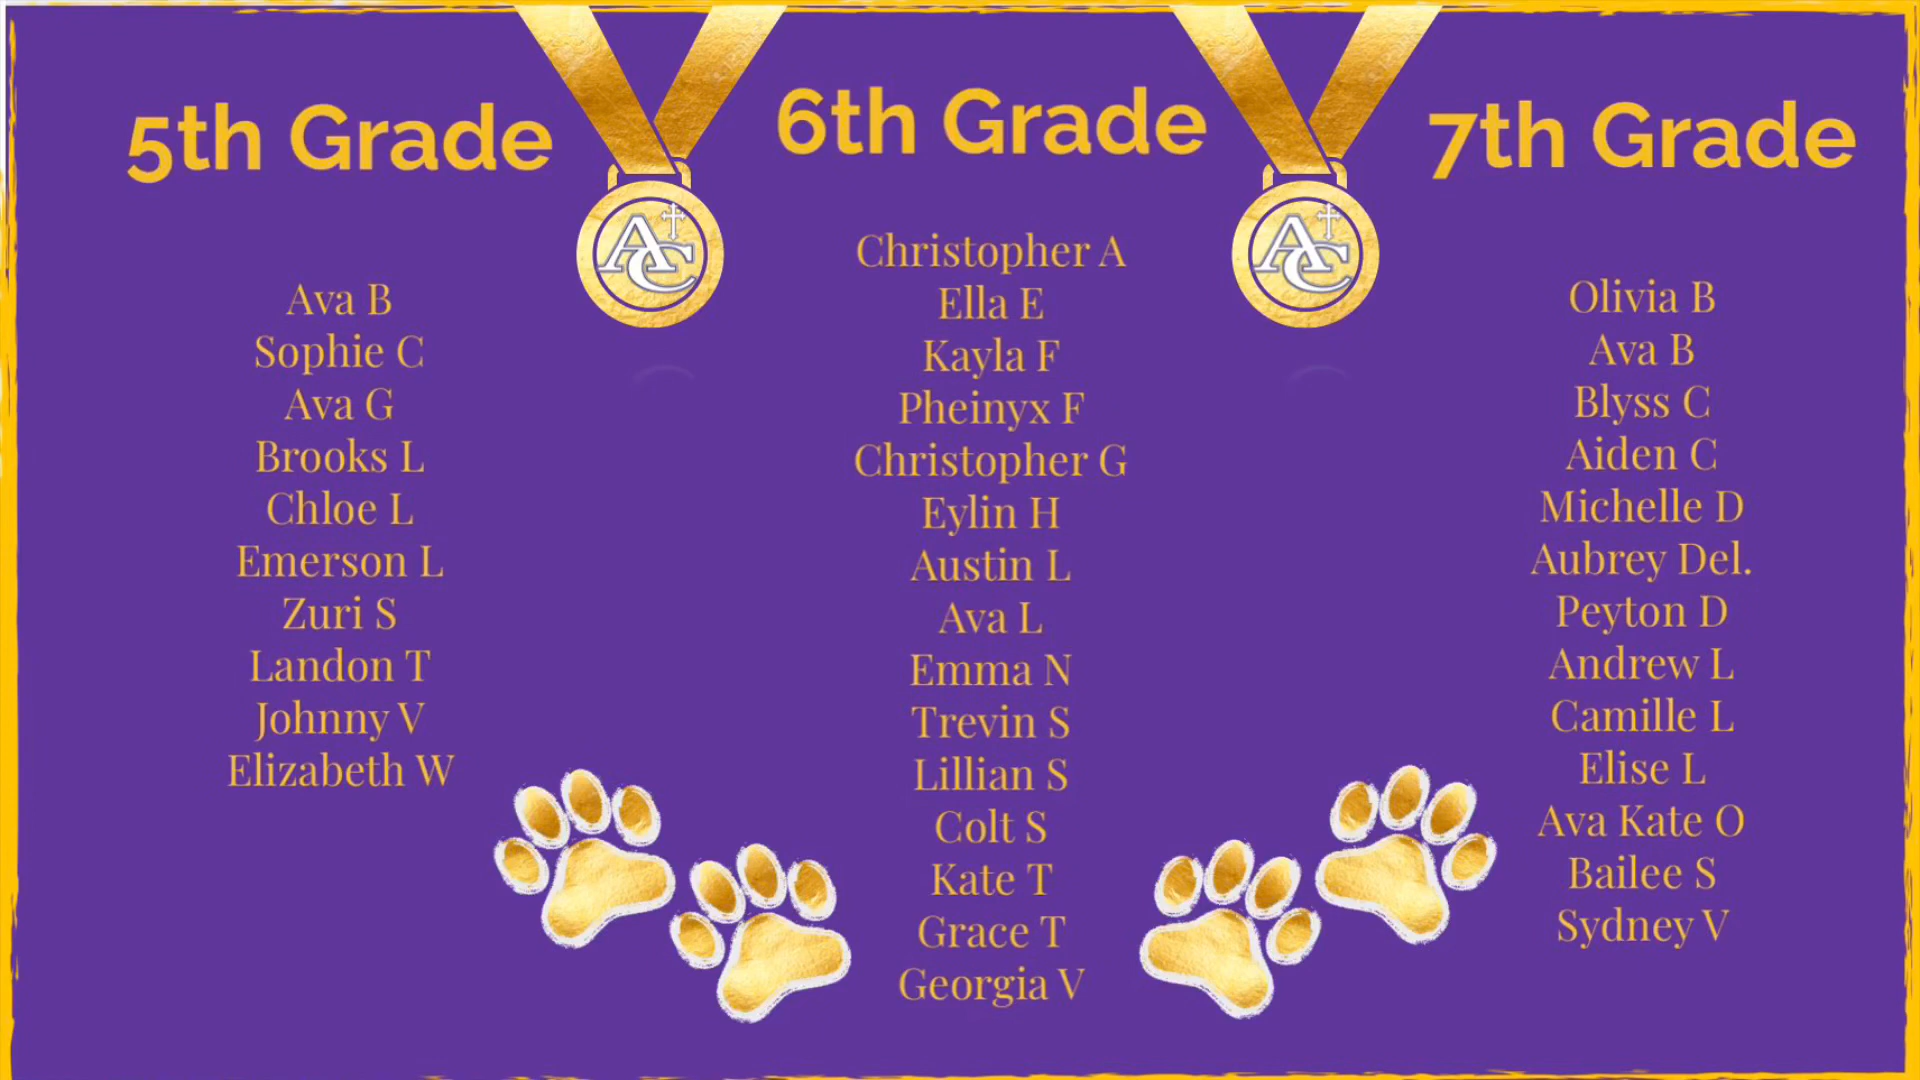 5th Grade
Ava B
Sophie C
Ava G
Brooks L
Chloe L
Emerson L
Zuri S
Landon T
Johnny V
Elizabeth W
AC
6th Grade
Christopher A
Ella E
Kayla F
Pheinyx F
Christopher G
Eylin H
Austin L
Ava L
Emma N
Trevin S
Lillian S
Colt S
Kate T
Grace T
Georgia V
AC
7th Grade
Olivia B
Ava B
Blyss C
Aiden C
Michelle D
Aubrey Del.
Peyton D
Andrew L
Camille L
Elise L
Ava Kate O
Bailee S
Sydney V